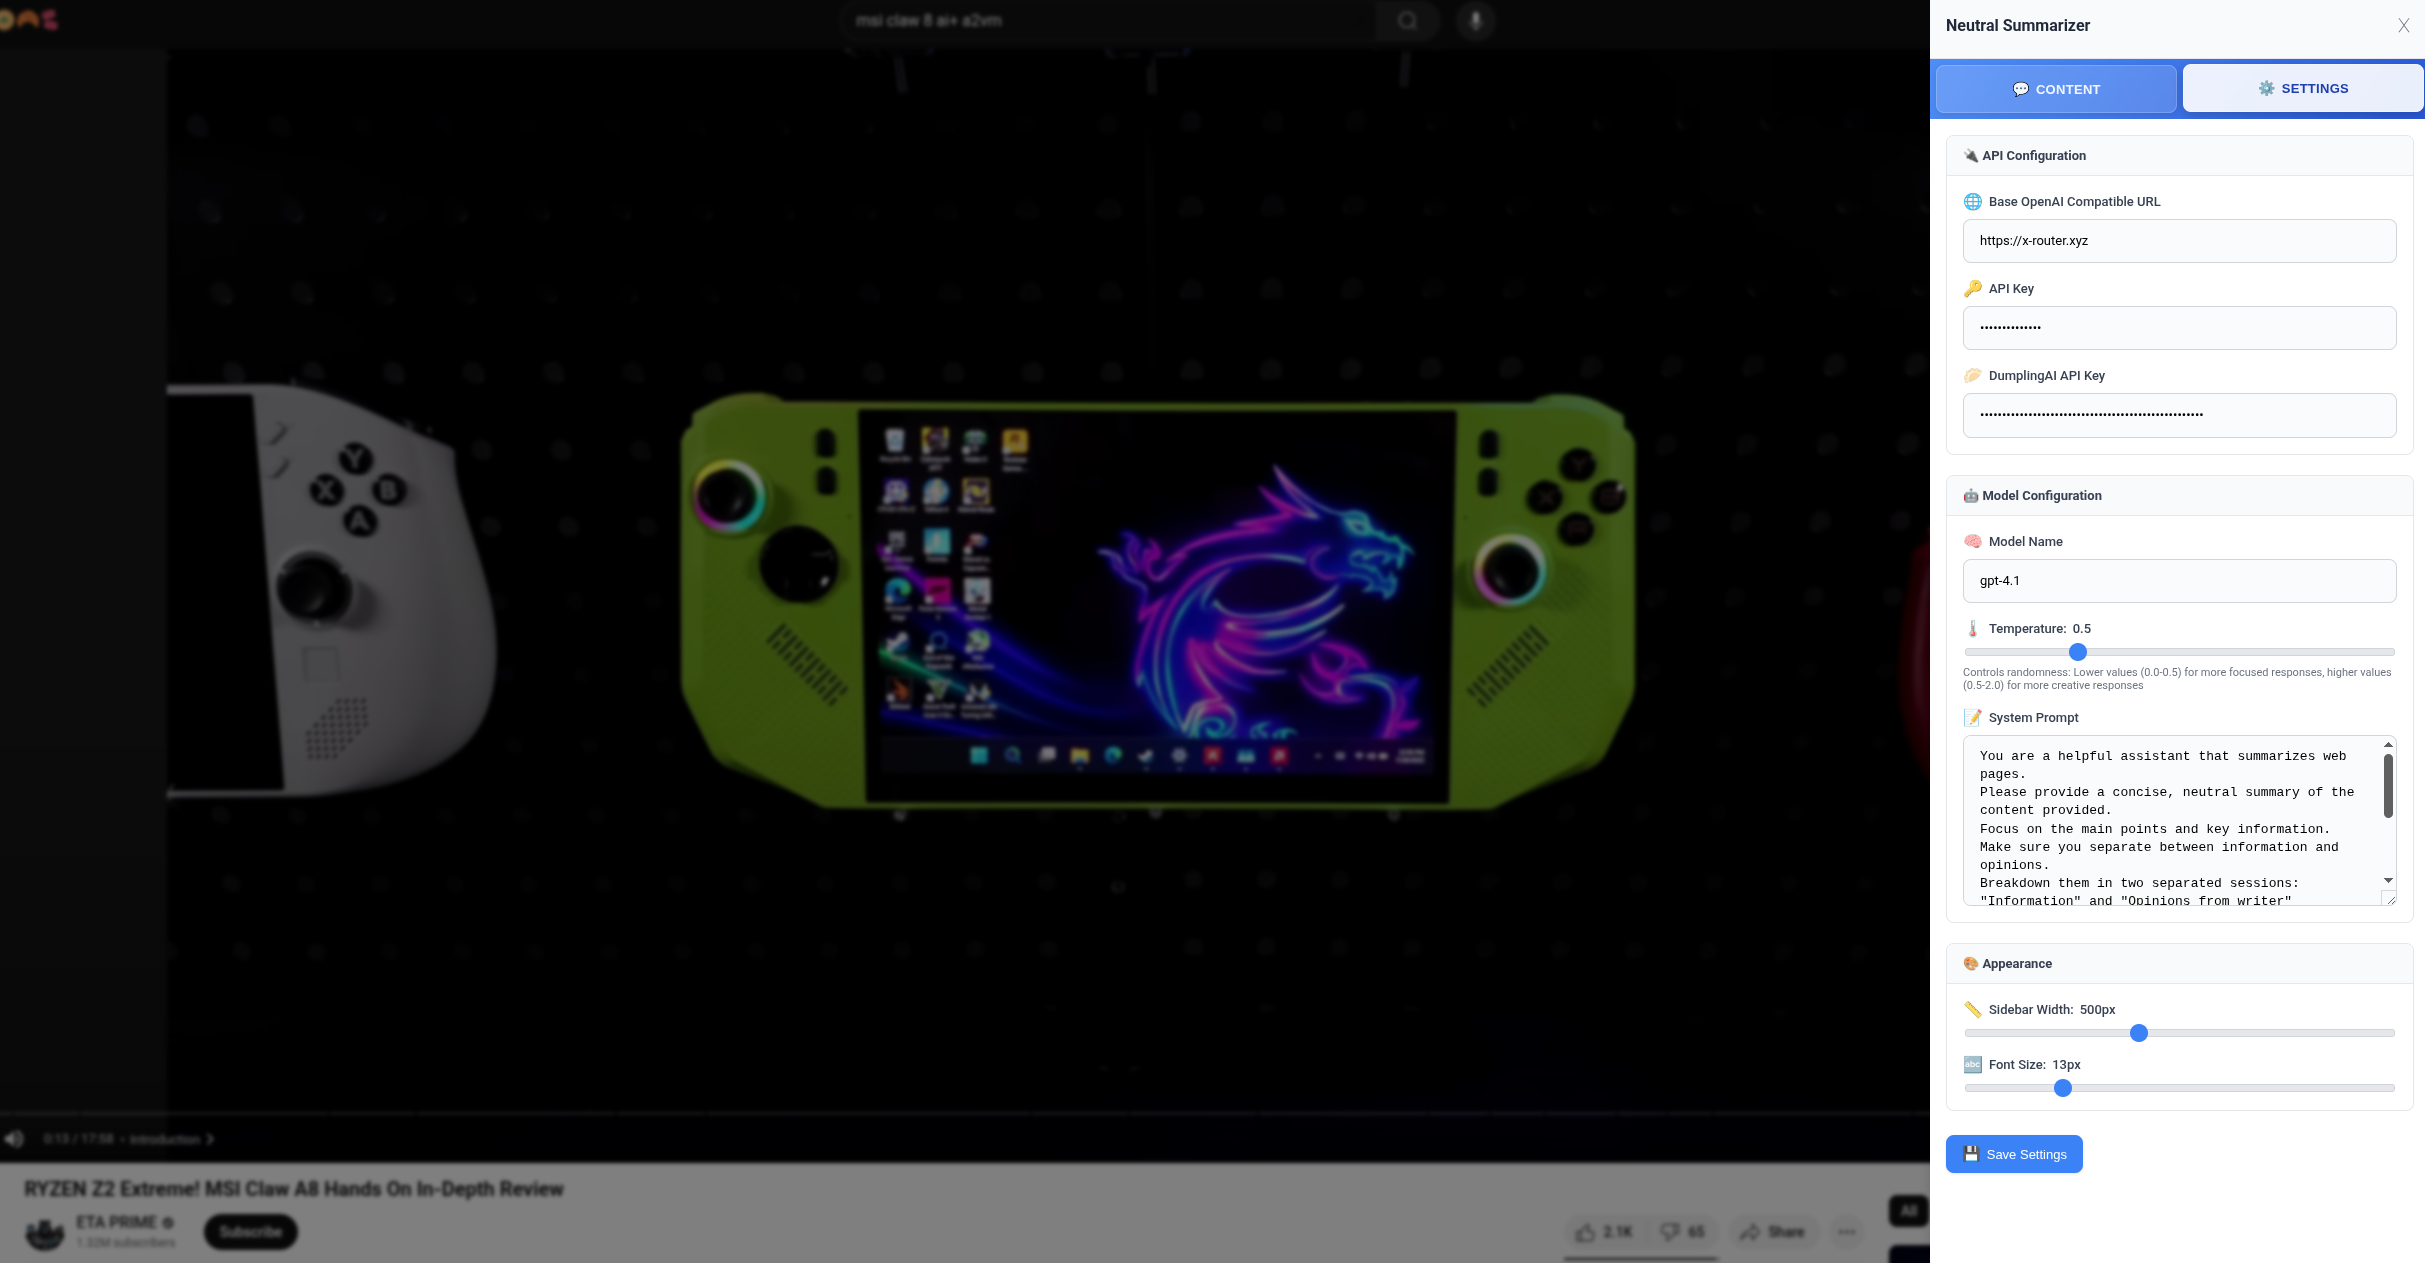 msi claw 8 ai+ a2vm
Y
X
B
A
0:13 / 17:58 • Introduction
RYZEN Z2 Extreme! MSI Claw A8 Hands On In-Depth Review
ETA PRIME
1.32M subscribers
Subscribe
2.1K
65
Share
All
Neutral Summarizer
X
CONTENT
SETTINGS
API Configuration
Base OpenAI Compatible URL
https://x-router.xyz
API Key
••••••••••••••
DumplingAI API Key
•••••••••••••••••••••••••••••••••••••••••••••••••••
Model Configuration
Model Name
gpt-4.1
Temperature: 0.5
Controls randomness: Lower values (0.0-0.5) for more focused responses, higher values
(0.5-2.0) for more creative responses
System Prompt
You are a helpful assistant that summarizes web
pages.
Please provide a concise, neutral summary of the
content provided.
Focus on the main points and key information.
Make sure you separate between information and
opinions.
Breakdown them in two separated sessions:
"Information" and "Opinions from writer"
Appearance
Sidebar Width: 500px
Font Size: 13px
Save Settings